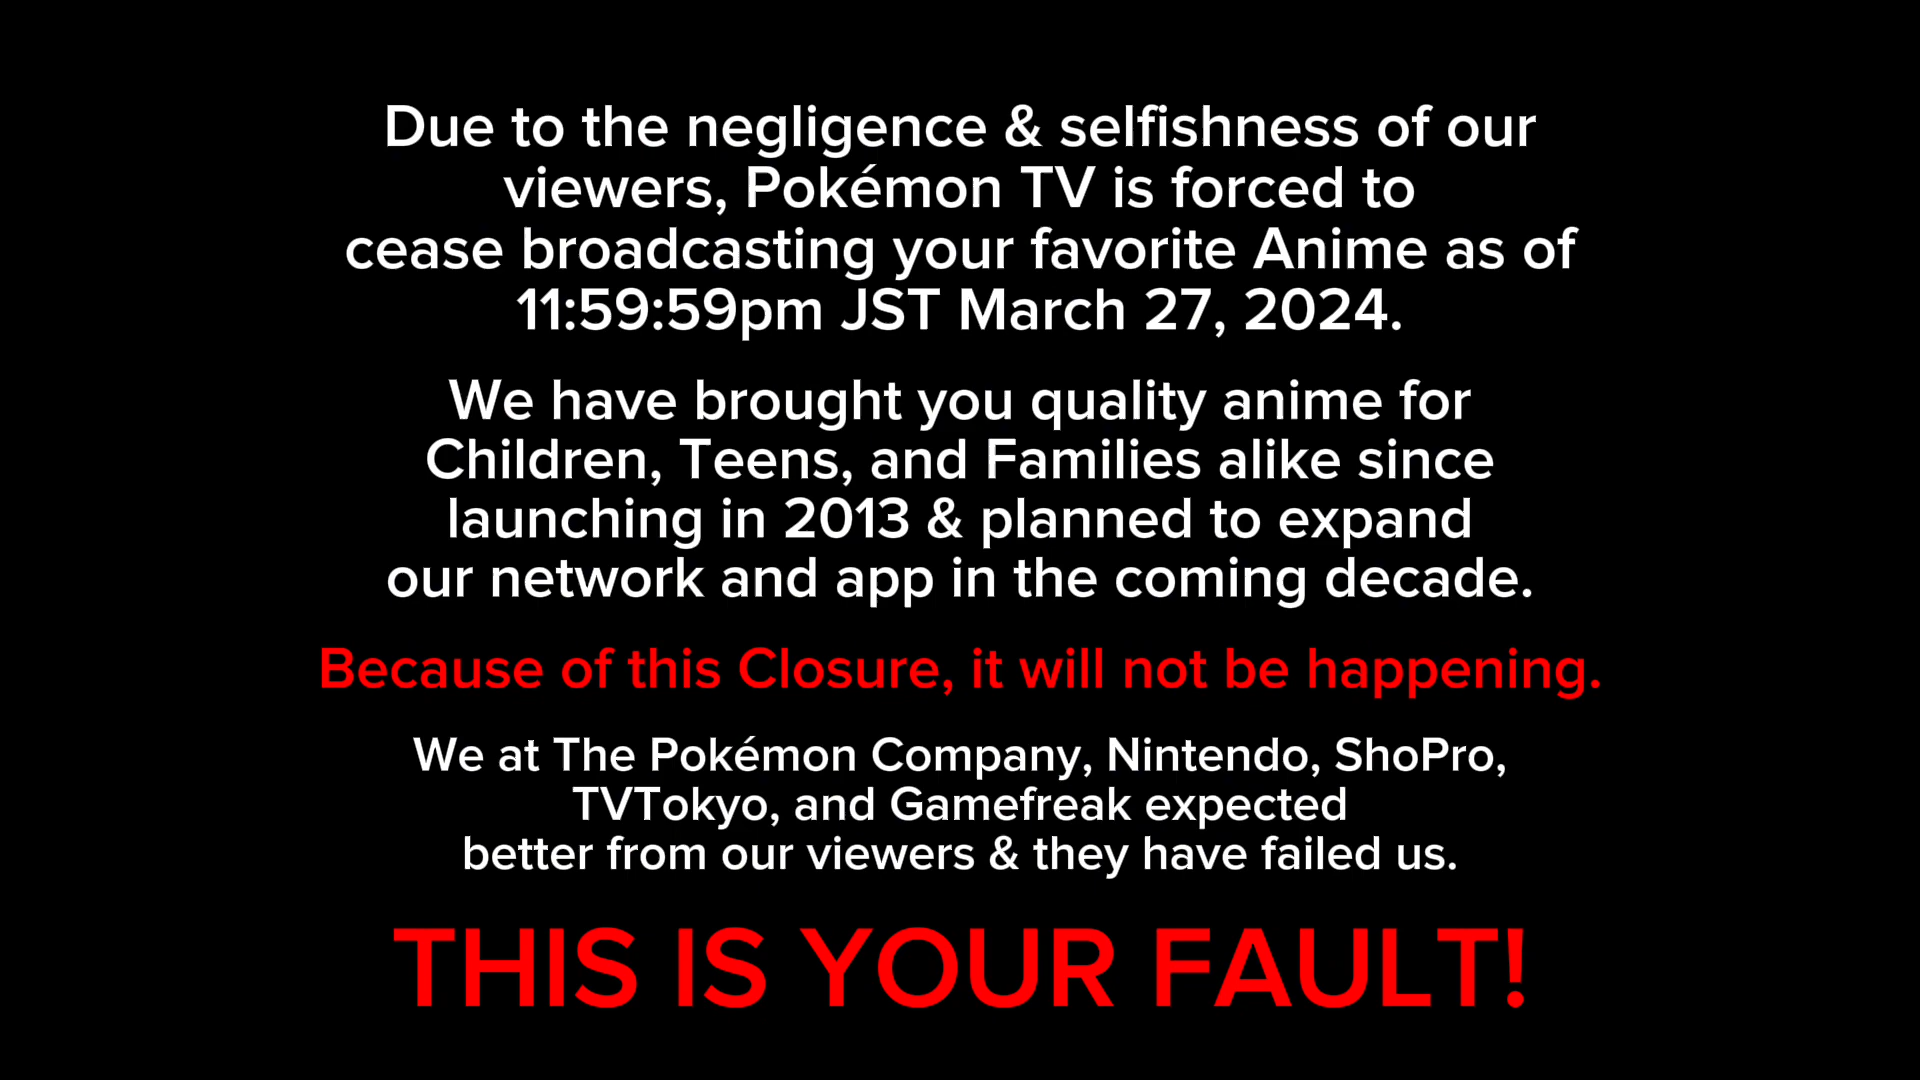 Due to the negligence & selfishness of our
viewers, Pokémon TV is forced to
cease broadcasting your favorite Anime as of
11:59:59pm JST March 27, 2024.
We have brought you quality anime for
Children, Teens, and Families alike since
launching in 2013 & planned to expand
our network and app in the coming decade.
Because of this Closure, it will not be happening.
We at The Pokémon Company, Nintendo, ShoPro,
TVTokyo, and Gamefreak expected
better from our viewers & they have failed us.
THIS IS YOUR FAULT!